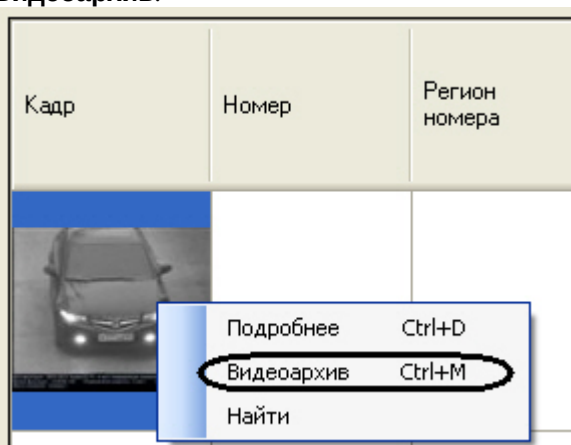 Видеоархив.
Кадр
Номер
Регион
номера
Подробнее Ctrl+D
Видеоархив Ctrl+M
Найти